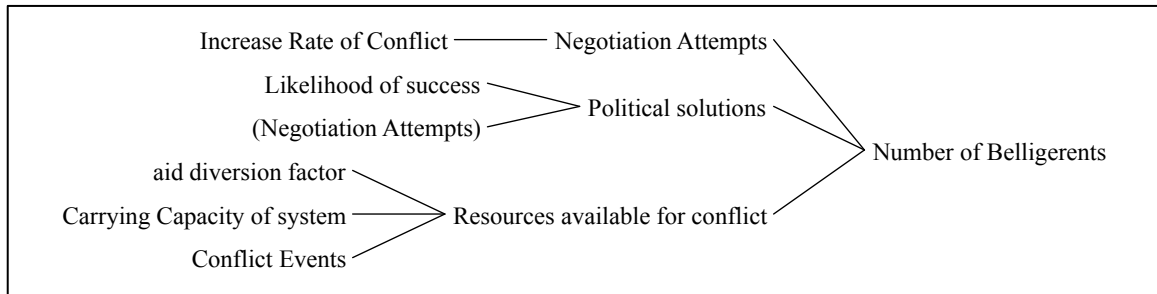 Increase Rate of Conflict Negotiation Attempts
Likelihood of success
Political solutions
(Negotiation Attempts)
Number of Belligerents
aid diversion factor
Carrying Capacity of system Resources available for conflict
Conflict Events